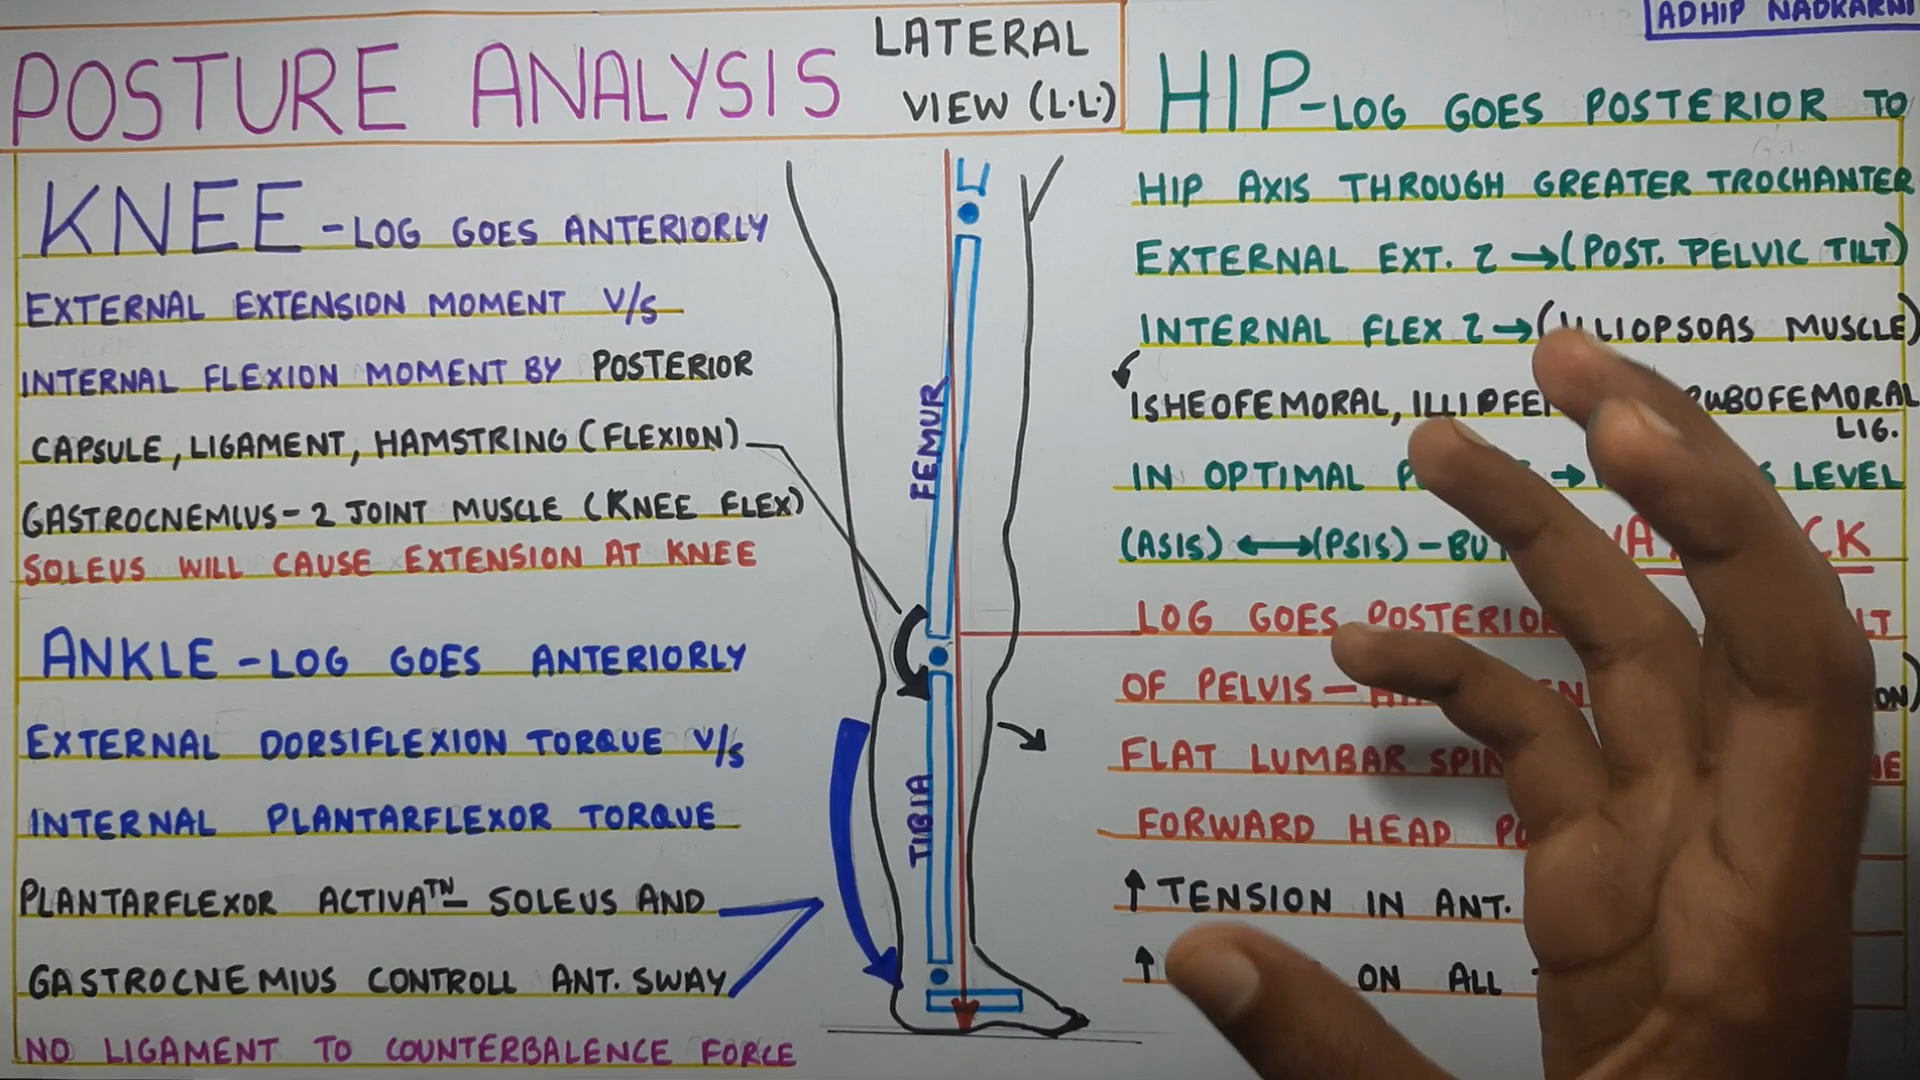 POSTURE ANALYSIS
LATERAL
VIEW (L.L.)
KNEE - LOG GOES ANTERIORLY
EXTERNAL EXTENSION MOMENT V/S
INTERNAL FLEXION MOMENT BY POSTERIOR
CAPSULE, LIGAMENT, HAMSTRING (FLEXION)
GASTROCNEMIUS - 2 JOINT MUSCLE (KNEE FLEX)
SOLEUS WILL CAUSE EXTENSION AT KNEE
ANKLE - LOG GOES ANTERIORLY
EXTERNAL DORSIFLEXION TORQUE V/S
INTERNAL PLANTARFLEXOR TORQUE
PLANTARFLEXOR ACTIVATN SOLEUS AND
GASTROCNEMIUS CONTROLL ANT. SWAY
NO LIGAMENT TO COUNTERBALENCE FORCE
FEMUR
TIBIA
ADHIP NADKARNI
HIP - LOG GOES POSTERIOR TO
HIP AXIS THROUGH GREATER TROCHANTER
EXTERNAL EXT. τ → (POST. PELVIC TILT)
INTERNAL FLEX τ → (ILLIOPSOAS MUSCLE)
ISHEOFEMORAL, PUBOFEMORAL
LIG.
IN OPTIMAL → LEVEL
(ASIS) ↔ (PSIS) -
LOG GOES POSTERIOR
OF PELVIS -
FLAT LUMBAR
FORWARD HEAD
↑ TENSION IN ANT.
↑ ON ALL